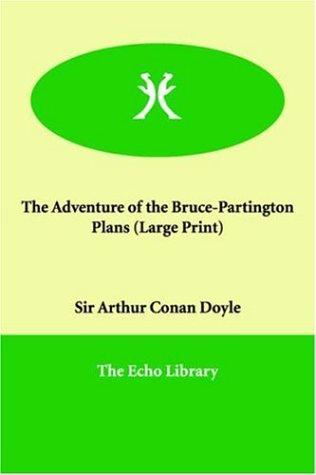 The Adventure of the Bruce-Partington
Plans (Large Print)
Sir Arthur Conan Doyle
The Echo Library